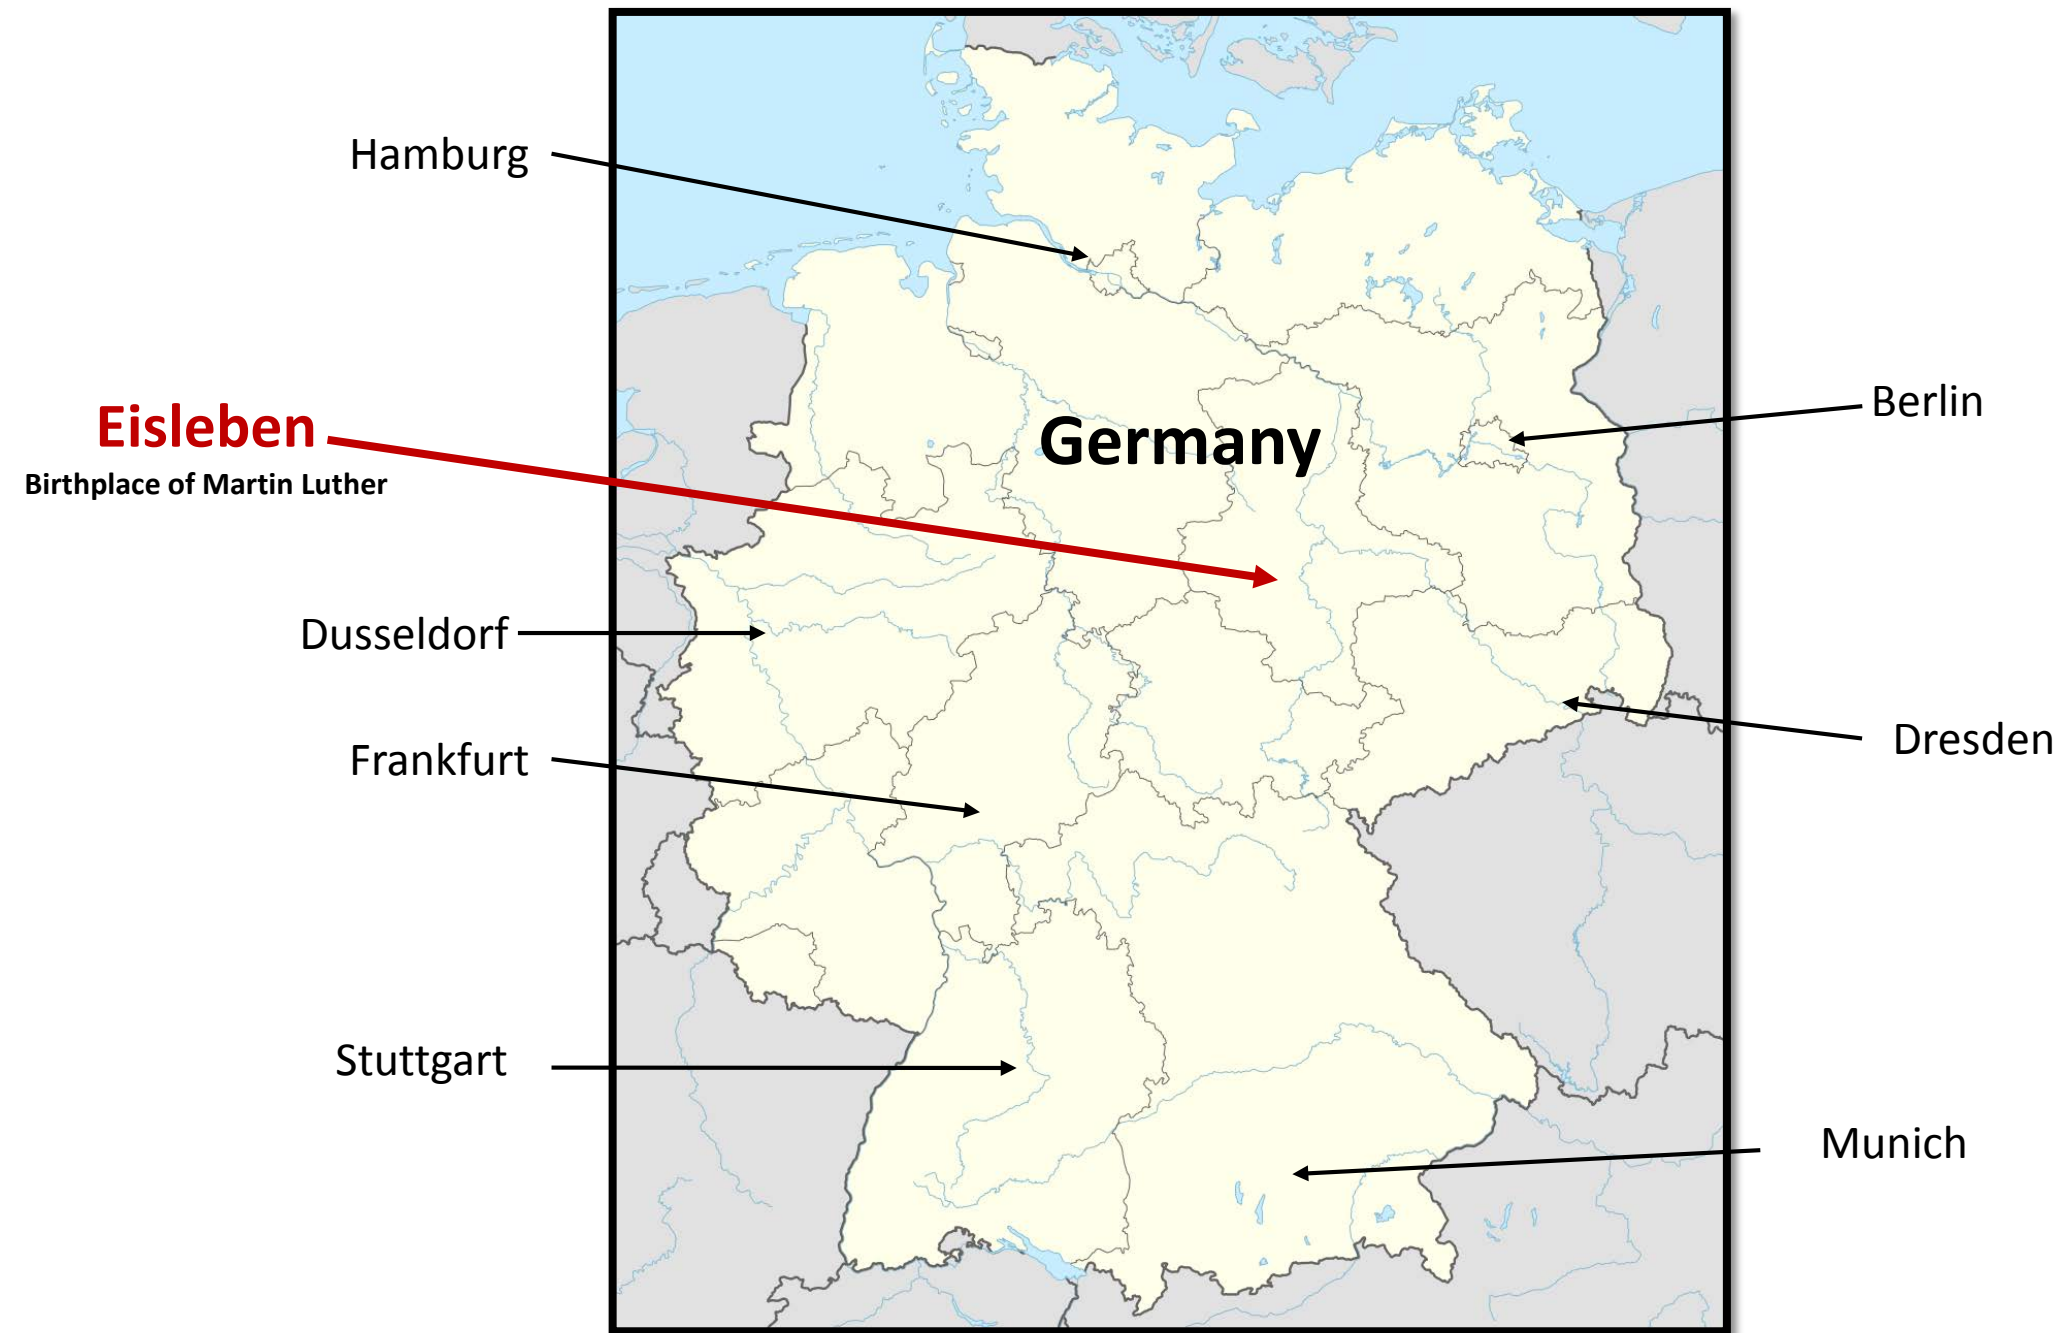 Hamburg
Berlin
Eisleben
Germany
Birthplace of Martin Luther
Dusseldorf
Dresden
Frankfurt
Stuttgart
Munich